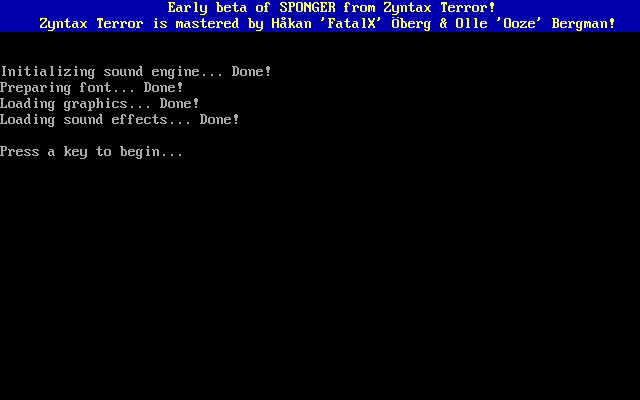 Early beta of SPONGER from Zyntax Terror!
Zyntax Terror is mastered by Håkan 'FatalX' Öberg & Olle 'Ooze' Bergman!
Initializing sound engine... Done!
Preparing font... Done!
Loading graphics... Done!
Loading sound effects... Done!
Press a key to begin...